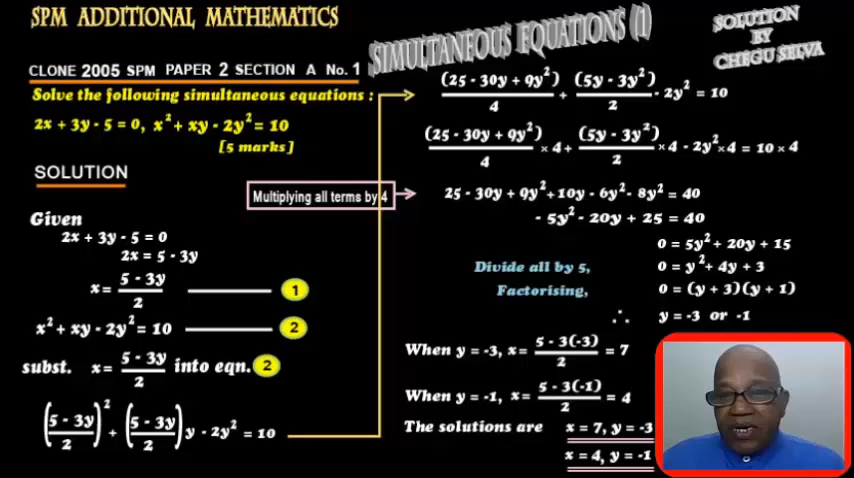 SPM ADDITIONAL MATHEMATICS
SIMULTANEOUS EQUATIONS (1)
SOLUTION
BY
CHEGU SELVA
CLONE 2005 SPM PAPER 2 SECTION A No. 1
Solve the following simultaneous equations :
2x + 3y - 5 = 0, x² + xy - 2y² = 10
[5 marks]
SOLUTION
Given
2x + 3y - 5 = 0
2x = 5 - 3y
x = (5 - 3y)/2 ——— 1
x² + xy - 2y² = 10 ——— 2
subst. x = (5 - 3y)/2 into eqn. 2
((5 - 3y)/2)² + ((5 - 3y)/2)y - 2y² = 10
(25 - 30y + 9y²)/4 + (5y - 3y²)/2 - 2y² = 10
(25 - 30y + 9y²)/4 × 4 + (5y - 3y²)/2 × 4 - 2y² × 4 = 10 × 4
Multiplying all terms by 4
25 - 30y + 9y² + 10y - 6y² - 8y² = 40
- 5y² - 20y + 25 = 40
0 = 5y² + 20y + 15
Divide all by 5, 0 = y² + 4y + 3
Factorising, 0 = (y + 3)(y + 1)
∴ y = -3 or -1
When y = -3, x = (5 - 3(-3))/2 = 7
When y = -1, x = (5 - 3(-1))/2 = 4
The solutions are x = 7, y = -3
x = 4, y = -1